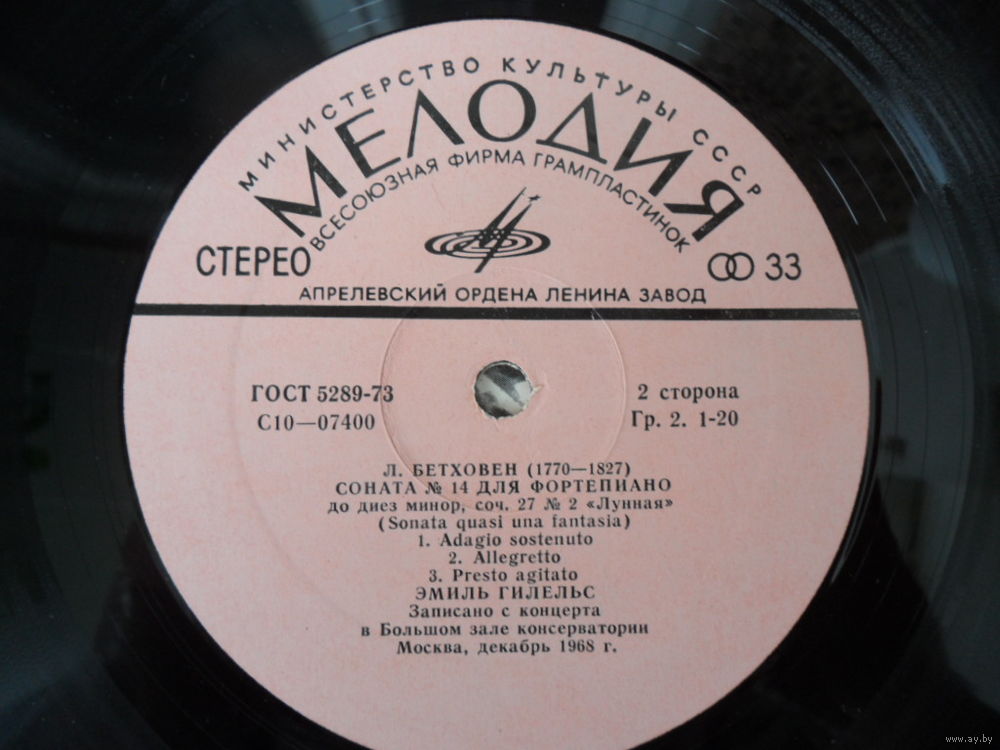 МИНИСТЕРСТВО КУЛЬТУРЫ СССР
МЕЛОДИЯ
ВСЕСОЮЗНАЯ ФИРМА ГРАМПЛАСТИНОК
СТЕРЕО
33
АПРЕЛЕВСКИЙ ОРДЕНА ЛЕНИНА ЗАВОД
ГОСТ 5289-73
2 сторона
С10—07400
Гр. 2. 1-20
Л. БЕТХОВЕН (1770—1827)
СОНАТА № 14 ДЛЯ ФОРТЕПИАНО
до диез минор, соч. 27 № 2 «Лунная»
(Sonata quasi una fantasia)
1. Adagio sostenuto
2. Allegretto
3. Presto agitato
ЭМИЛЬ ГИЛЕЛЬС
Записано с концерта
в Большом зале консерватории
Москва, декабрь 1968 г.
www.ay.by